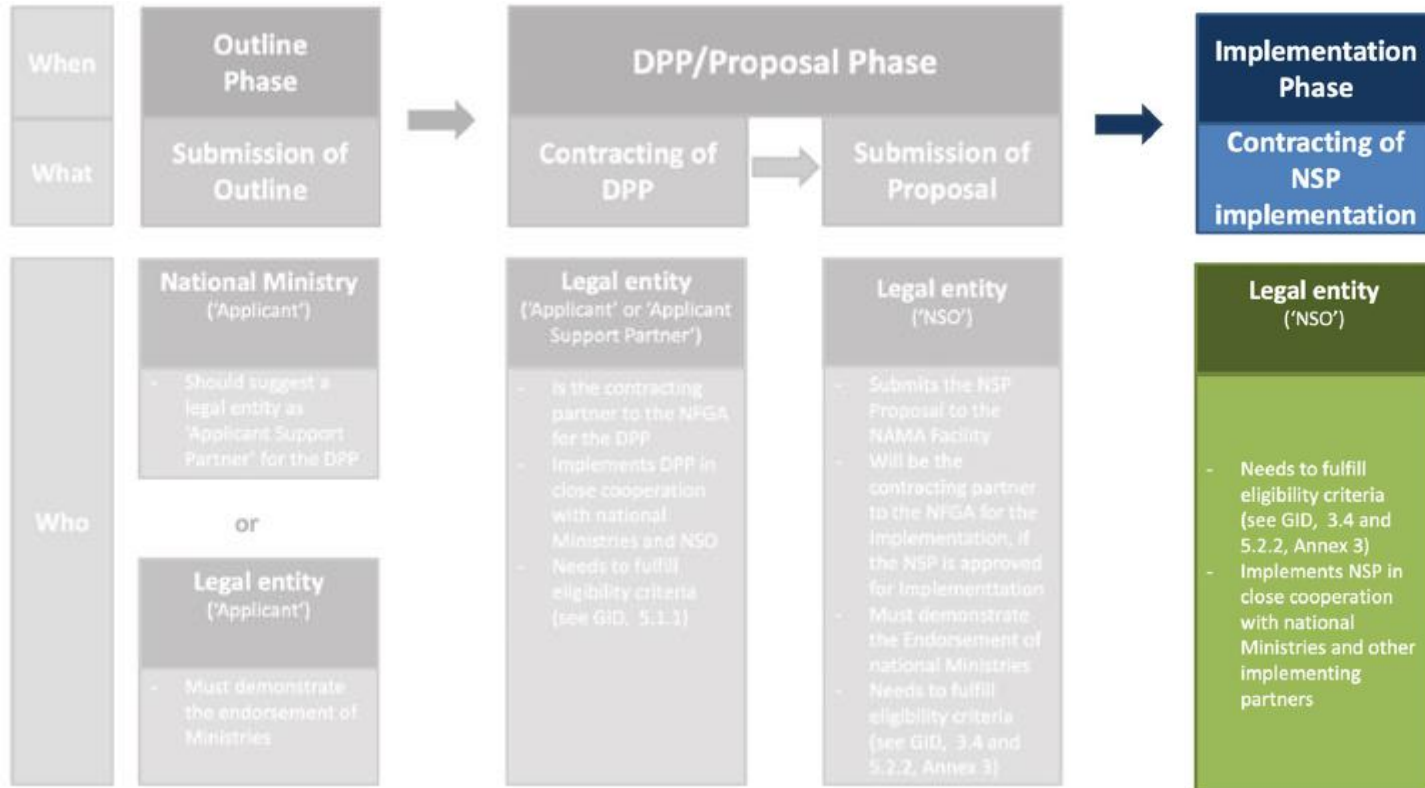 When
Outline
Phase
DPP/Proposal Phase
Implementation
Phase
What
Submission of
Outline
Contracting of
DPP
Submission of
Proposal
Contracting of
NSP
implementation
Who
National Ministry
('Applicant')
- Should suggest a
legal entity as
'Applicant Support
Partner' for the DPP
or
Legal entity
('Applicant')
- Must demonstrate
the endorsement of
Ministries
Legal entity
('Applicant' or 'Applicant
Support Partner')
- Is the contracting
partner to the NFGA
for the DPP
- Implements DPP in
close cooperation
with national
Ministries and NSO
- Needs to fulfill
eligibility criteria
(see GID, 5.1.1)
Legal entity
('NSO')
- Submits the NSP
Proposal to the
NAMA Facility
- Will be the
contracting partner
to the NFGA for the
Implementation, if
the NSP is approved
for Implementtation
- Must demonstrate
the Endorsement of
national Ministries
- Needs to fulfill
eligibility criteria
(see GID, 3.4 and
5.2.2, Annex 3)
Legal entity
('NSO')
- Needs to fulfill
eligibility criteria
(see GID, 3.4 and
5.2.2, Annex 3)
- Implements NSP in
close cooperation
with national
Ministries and other
implementing
partners